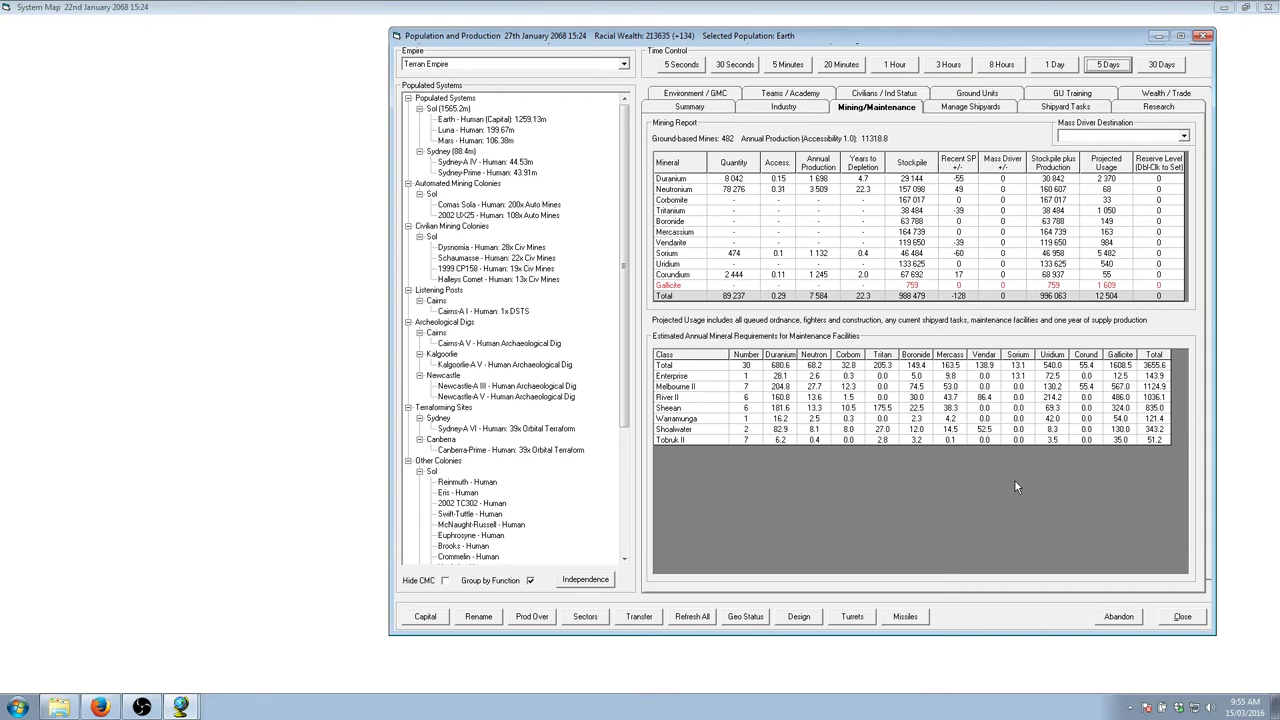 System Map 22nd January 2068 15:24
Population and Production 27th January 2068 15:24 Racial Wealth: 213635 (+134) Selected Population: Earth
Empire
Terran Empire
Populated Systems
Populated Systems
Sol (1565.2m)
Earth - Human (Capital): 1259.13m
Luna - Human: 199.67m
Mars - Human: 106.38m
Sydney (88.4m)
Sydney-A IV - Human: 44.53m
Sydney-Prime - Human: 43.91m
Automated Mining Colonies
Sol
Comas Sola - Human: 200x Auto Mines
2002 UX25 - Human: 108x Auto Mines
Civilian Mining Colonies
Sol
Dysnomia - Human: 28x Civ Mines
Schaumasse - Human: 22x Civ Mines
1999 CP158 - Human: 19x Civ Mines
Halleys Comet - Human: 13x Civ Mines
Listening Posts
Cairns
Cairns-A I - Human: 1x DSTS
Archeological Digs
Cairns
Cairns-A V - Human Archaeological Dig
Kalgoorlie
Kalgoorlie-A V - Human Archaeological Dig
Newcastle
Newcastle-A III - Human Archaeological Dig
Newcastle-A V - Human Archaeological Dig
Terraforming Sites
Sydney
Sydney-A VI - Human: 39x Orbital Terraform
Canberra
Canberra-Prime - Human: 39x Orbital Terraform
Other Colonies
Sol
Reinmuth - Human
Eris - Human
2002 TC302 - Human
Swift-Tuttle - Human
McNaught-Russell - Human
Euphrosyne - Human
Brooks - Human
Crommelin - Human
Hide CMC Group by Function Independence
Time Control
5 Seconds 30 Seconds 5 Minutes 20 Minutes 1 Hour 3 Hours 8 Hours 1 Day 5 Days 30 Days
Environment / GMC Teams / Academy Civilians / Ind Status Ground Units GU Training Wealth / Trade
Summary Industry Mining/Maintenance Manage Shipyards Shipyard Tasks Research
Mining Report Mass Driver Destination
Ground-based Mines: 482 Annual Production (Accessibility 1.0): 11318.8
Mineral Quantity Access. Annual Production Years to Depletion Stockpile Recent SP +/- Mass Driver +/- Stockpile plus Production Projected Usage Reserve Level (Dbl-Clk to Set)
Duranium 8 042 0.15 1 698 4.7 29 144 -55 0 30 842 2 370 0
Neutronium 78 276 0.31 3 509 22.3 157 098 49 0 160 607 68 0
Corbomite - - - - 167 017 0 0 167 017 33 0
Tritanium - - - - 38 484 -39 0 38 484 1 050 0
Boronide - - - - 63 788 0 0 63 788 149 0
Mercassium - - - - 164 739 0 0 164 739 163 0
Vendarite - - - - 119 650 -39 0 119 650 984 0
Sorium 474 0.1 1 132 0.4 46 484 -60 0 46 958 5 482 0
Uridium - - - - 133 625 0 0 133 625 540 0
Corundium 2 444 0.11 1 245 2.0 67 692 17 0 68 937 55 0
Gallicite - - - - 759 0 0 759 1 609 0
Total 89 237 0.29 7 584 22.3 988 479 -128 0 996 063 12 504 0
Projected Usage includes all queued ordnance, fighters and construction, any current shipyard tasks, maintenance facilities and one year of supply production
Estimated Annual Mineral Requirements for Maintenance Facilities
Class Number Duranium Neutron Corbom Tritan Boronide Mercass Vendar Sorium Uridium Corund Gallicite Total
Total 30 680.6 68.2 32.8 205.3 149.4 163.5 138.9 13.1 540.0 55.4 1608.5 3655.6
Enterprise 1 28.1 2.6 0.3 0.0 5.0 9.8 0.0 13.1 72.5 0.0 12.5 143.9
Melbourne II 7 204.8 27.7 12.3 0.0 74.5 53.0 0.0 0.0 130.2 55.4 567.0 1124.9
River II 6 160.8 13.6 1.5 0.0 30.0 43.7 86.4 0.0 214.2 0.0 486.0 1036.1
Sheean 6 181.6 13.3 10.5 175.5 22.5 38.3 0.0 0.0 69.3 0.0 324.0 835.0
Warramunga 1 16.2 2.5 0.3 0.0 2.3 4.2 0.0 0.0 42.0 0.0 54.0 121.4
Shoalwater 2 82.9 8.1 8.0 27.0 12.0 14.5 52.5 0.0 8.3 0.0 130.0 343.2
Tobruk II 7 6.2 0.4 0.0 2.8 3.2 0.1 0.0 0.0 3.5 0.0 35.0 51.2
Capital Rename Prod Over Sectors Transfer Refresh All Geo Status Design Turrets Missiles Abandon Close
9:55 AM
15/03/2016